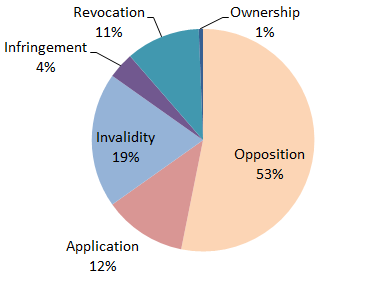 Revocation
11%
Ownership
1%
Infringement
4%
Invalidity
19%
Opposition
53%
Application
12%